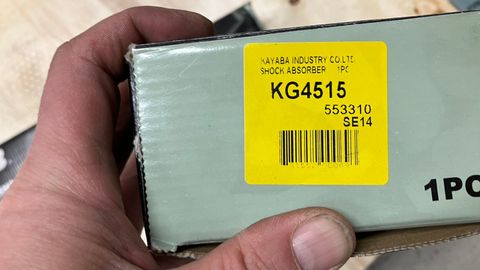 KAYABA INDUSTRY CO.LTD.
SHOCK ABSORBER 1PC
KG4515
553310
SE14
1PC